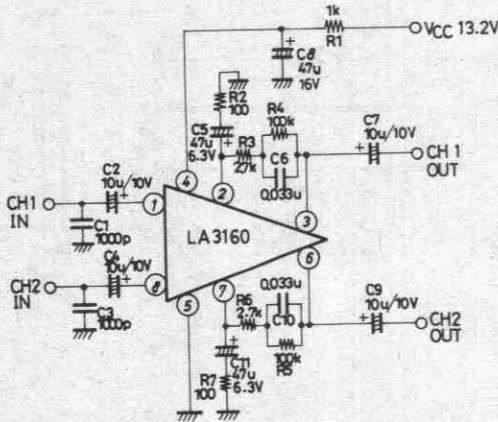 1k
R1
VCC 13.2V
C8
47u
16V
R2
100
C5
47u
6.3V
R4
100k
R3
27k
C6
0,033u
C7
10u/10V
CH 1
OUT
C2
10u/10V
CH1
IN
C1
1000p
4
2
1
3
LA3160
6
8
5
7
C4
10u/10V
CH2
IN
C3
1000p
R6
2.7k
0,033u
C10
100k
R5
C9
10u/10V
CH2
OUT
C11
47u
6.3V
R7
100